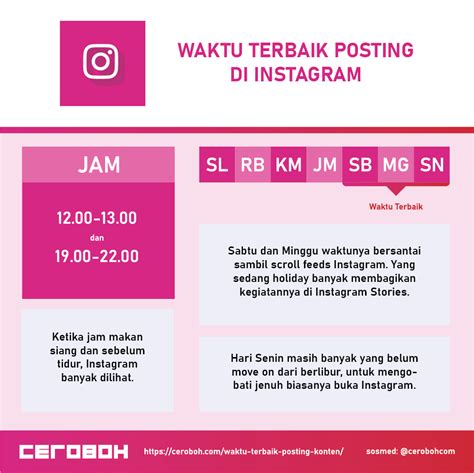 WAKTU TERBAIK POSTING
DI INSTAGRAM
JAM
12.00-13.00
dan
19.00-22.00
Ketika jam makan
siang dan sebelum
tidur, Instagram
banyak dilihat.
SL RB KM JM SB MG SN
Waktu Terbaik
Sabtu dan Minggu waktunya bersantai
sambil scroll feeds Instagram. Yang
sedang holiday banyak membagikan
kegiatannya di Instagram Stories.
Hari Senin masih banyak yang belum
move on dari berlibur, untuk mengo-
bati jenuh biasanya buka Instagram.
CEROBOH
https://ceroboh.com/waktu-terbaik-posting-konten/
sosmed: @cerobohcom